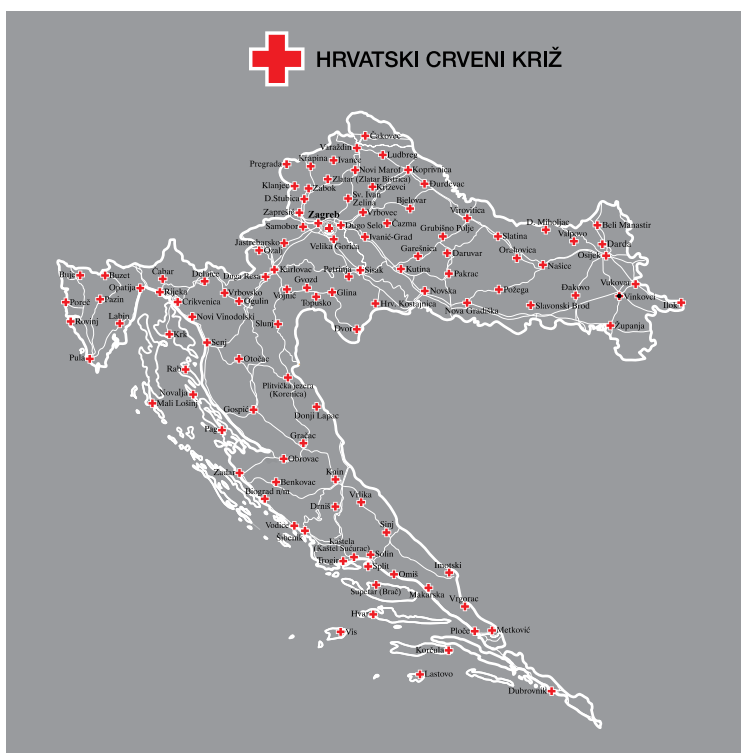 HRVATSKI CRVENI KRIŽ
Čakovec
Varaždin
Ludbreg
Krapina
Ivanec
Pregrada
Novi Marof
Koprivnica
Zlatar (Zlatar Bistrica)
Klanjec
Zabok
Križevci
Đurđevac
D.Stubica
Sv. Ivan
Zelina
Bjelovar
Zaprešić
Zagreb
Vrbovec
Virovitica
Samobor
Dugo Selo
Čazma
D. Miholjac
Beli Manastir
Velika Gorica
Ivanić-Grad
Grubišno Polje
Slatina
Valpovo
Jastrebarsko
Darda
Ozalj
Garešnica
Daruvar
Orahovica
Osijek
Našice
Karlovac
Petrinja
Sisak
Kutina
Pakrac
Buje
Buzet
Čabar
Delnice
Duga Resa
Gvozd
Vukovar
Opatija
Rijeka
Vrbovsko
Vojnić
Glina
Novska
Požega
Đakovo
Vinkovci
Poreč
Pazin
Crikvenica
Ogulin
Topusko
Hrv. Kostajnica
Nova Gradiška
Slavonski Brod
Ilok
Rovinj
Labin
Novi Vinodolski
Slunj
Dvor
Županja
Krk
Senj
Pula
Otočac
Rab
Plitvička jezera
(Korenica)
Novalja
Mali Lošinj
Gospić
Donji Lapac
Pag
Gračac
Obrovac
Zadar
Knin
Benkovac
Biograd n/m
Vrlika
Drniš
Vodice
Sinj
Šibenik
Kaštela
(Kaštel Sućurac)
Solin
Trogir
Split
Imotski
Omiš
Supetar (Brač)
Makarska
Vrgorac
Hvar
Vis
Ploče
Metković
Korčula
Lastovo
Dubrovnik